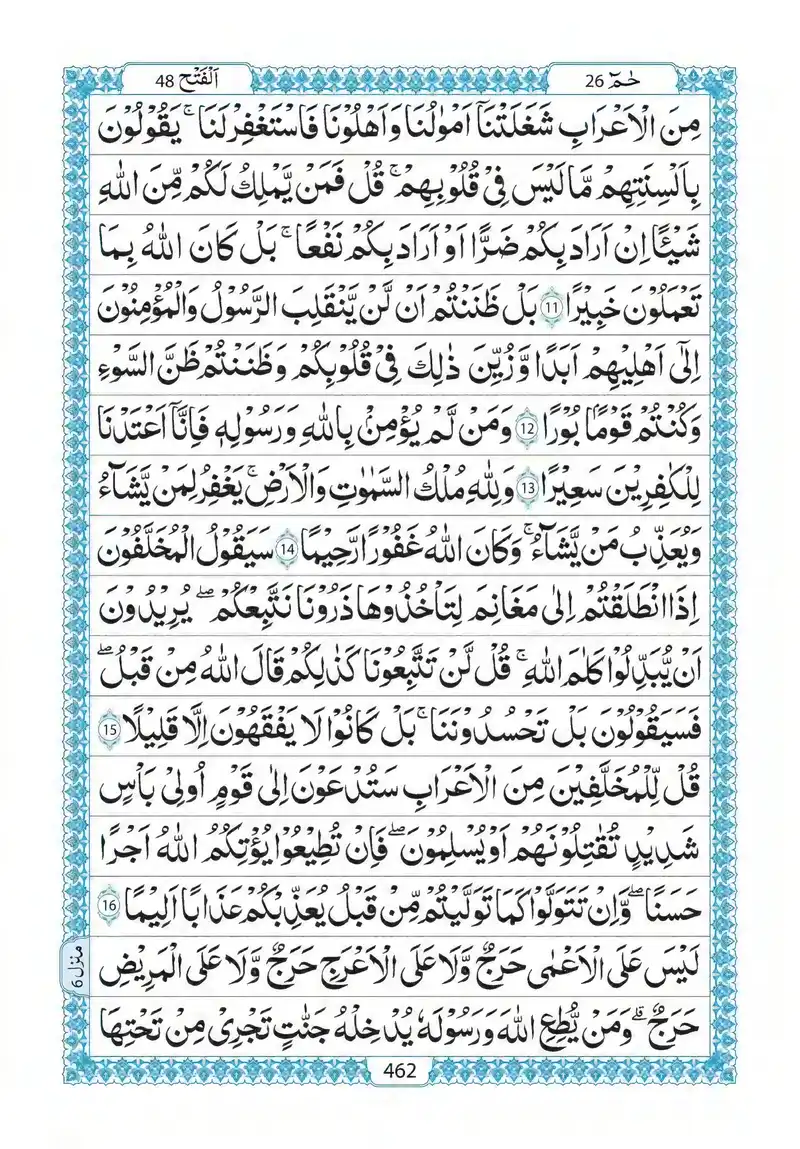 اَلْفَتْح 48
حٰمٓ 26
مِنَ الْاَعْرَابِ شَغَلَتْنَاۤ اَمْوَالُنَا وَاَهْلُوْنَا فَاسْتَغْفِرْ لَنَا ۚ يَقُوْلُوْنَ
بِاَلْسِنَتِهِمْ مَّا لَيْسَ فِيْ قُلُوْبِهِمْ ۚ قُلْ فَمَنْ يَّمْلِكُ لَكُمْ مِّنَ اللّٰهِ
شَيْـًٔا اِنْ اَرَادَ بِكُمْ ضَرًّا اَوْ اَرَادَ بِكُمْ نَفْعًا ۚ بَلْ كَانَ اللّٰهُ بِمَا
تَعْمَلُوْنَ خَبِيْرًا 11 بَلْ ظَنَنْتُمْ اَنْ لَّنْ يَّنْقَلِبَ الرَّسُوْلُ وَالْمُؤْمِنُوْنَ
اِلٰۤى اَهْلِيْهِمْ اَبَدًا وَّزُيِّنَ ذٰلِكَ فِيْ قُلُوْبِكُمْ وَظَنَنْتُمْ ظَنَّ السَّوْءِ
وَكُنْتُمْ قَوْمًاۢ بُوْرًا 12 وَمَنْ لَّمْ يُؤْمِنْۢ بِاللّٰهِ وَرَسُوْلِهٖ فَاِنَّاۤ اَعْتَدْنَا
لِلْكٰفِرِيْنَ سَعِيْرًا 13 وَلِلّٰهِ مُلْكُ السَّمٰوٰتِ وَالْاَرْضِ ۚ يَغْفِرُ لِمَنْ يَّشَآءُ
وَيُعَذِّبُ مَنْ يَّشَآءُ ۚ وَكَانَ اللّٰهُ غَفُوْرًا رَّحِيْمًا 14 سَيَقُوْلُ الْمُخَلَّفُوْنَ
اِذَا انْطَلَقْتُمْ اِلٰى مَغَانِمَ لِتَاْخُذُوْهَا ذَرُوْنَا نَتَّبِعْكُمْ ۖ يُرِيْدُوْنَ
اَنْ يُّبَدِّلُوْا كَلٰمَ اللّٰهِ ۚ قُلْ لَّنْ تَتَّبِعُوْنَا كَذٰلِكُمْ قَالَ اللّٰهُ مِنْ قَبْلُ ۖ
فَسَيَقُوْلُوْنَ بَلْ تَحْسُدُوْنَنَا ۚ بَلْ كَانُوْا لَا يَفْقَهُوْنَ اِلَّا قَلِيْلًا 15
قُلْ لِّلْمُخَلَّفِيْنَ مِنَ الْاَعْرَابِ سَتُدْعَوْنَ اِلٰى قَوْمٍ اُولِيْ بَاْسٍ
شَدِيْدٍ تُقٰتِلُوْنَهُمْ اَوْ يُسْلِمُوْنَ ۖ فَاِنْ تُطِيْعُوْا يُؤْتِكُمُ اللّٰهُ اَجْرًا
حَسَنًا ۖ وَّاِنْ تَتَوَلَّوْا كَمَا تَوَلَّيْتُمْ مِّنْ قَبْلُ يُعَذِّبْكُمْ عَذَابًا اَلِيْمًا 16
لَيْسَ عَلَى الْاَعْمٰى حَرَجٌ وَّلَا عَلَى الْاَعْرَجِ حَرَجٌ وَّلَا عَلَى الْمَرِيْضِ
حَرَجٌ ۗ وَمَنْ يُّطِعِ اللّٰهَ وَرَسُوْلَهٗ يُدْخِلْهُ جَنّٰتٍ تَجْرِيْ مِنْ تَحْتِهَا
منزل 6
462